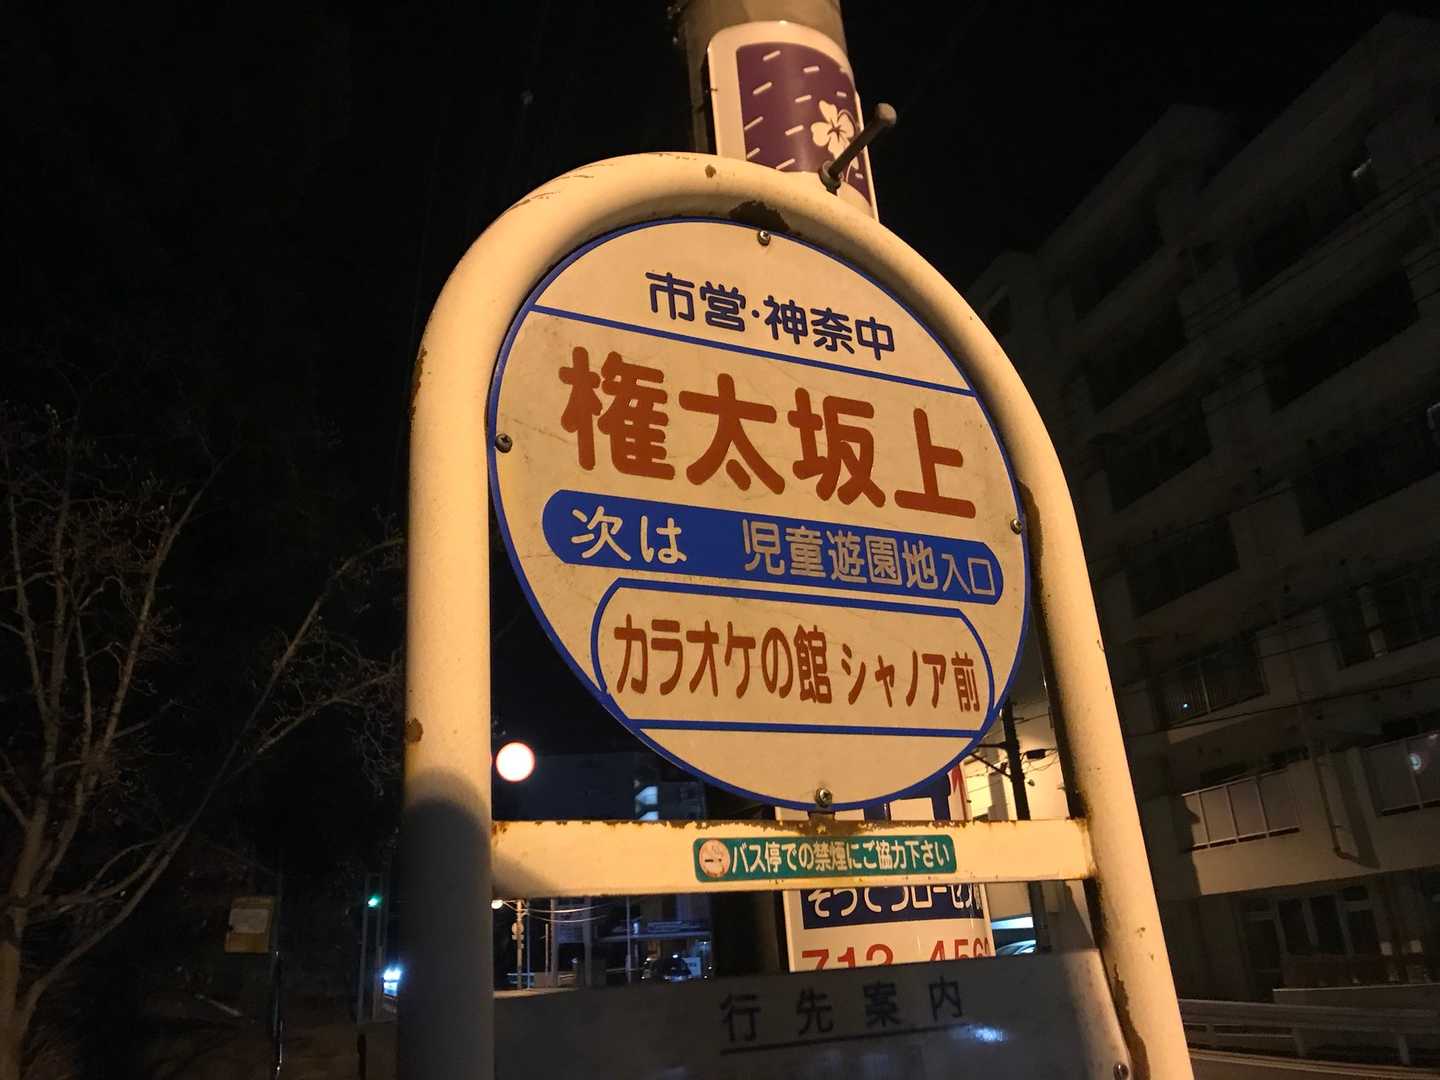 市営・神奈中
権太坂上
次は 児童遊園地入口
カラオケの館 シャノア前
バス停での禁煙にご協力下さい
行先案内